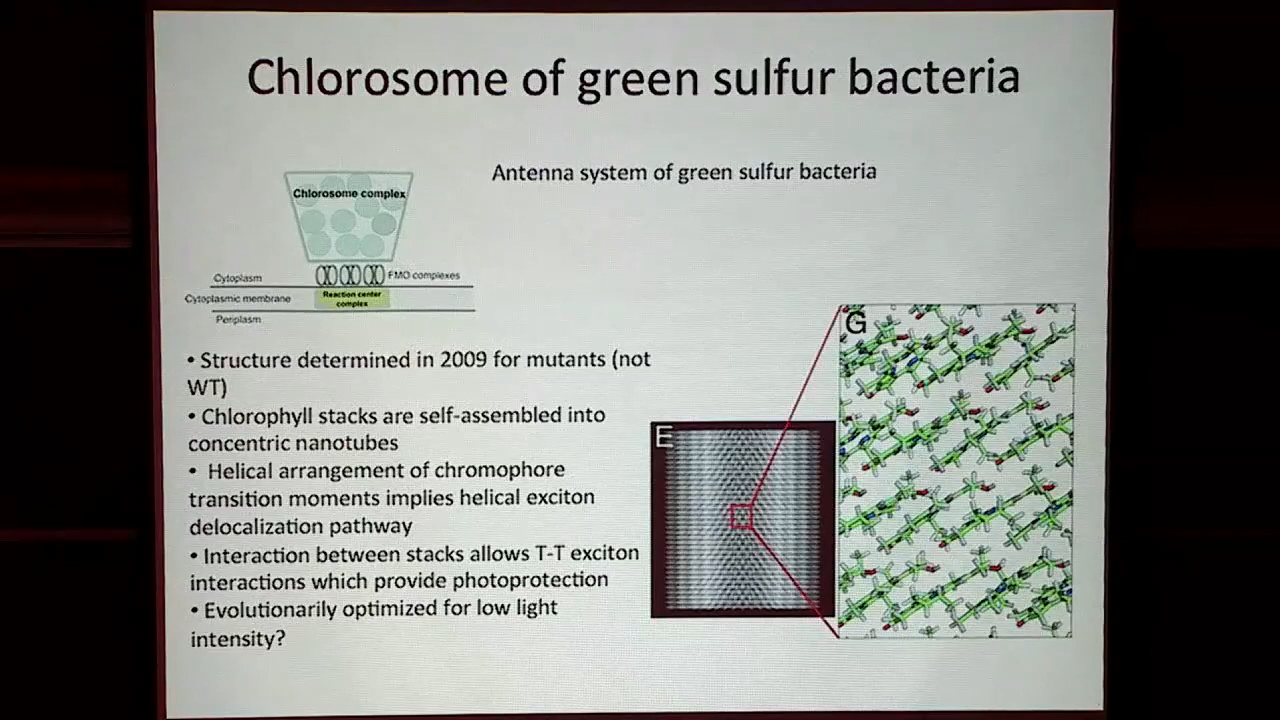 Chlorosome of green sulfur bacteria
Antenna system of green sulfur bacteria
Chlorosome complex
Cytoplasm
FMO complexes
Cytoplasmic membrane
Reaction center
complex
Periplasm
• Structure determined in 2009 for mutants (not
WT)
• Chlorophyll stacks are self-assembled into
concentric nanotubes
• Helical arrangement of chromophore
transition moments implies helical exciton
delocalization pathway
• Interaction between stacks allows T-T exciton
interactions which provide photoprotection
• Evolutionarily optimized for low light
intensity?
E
G